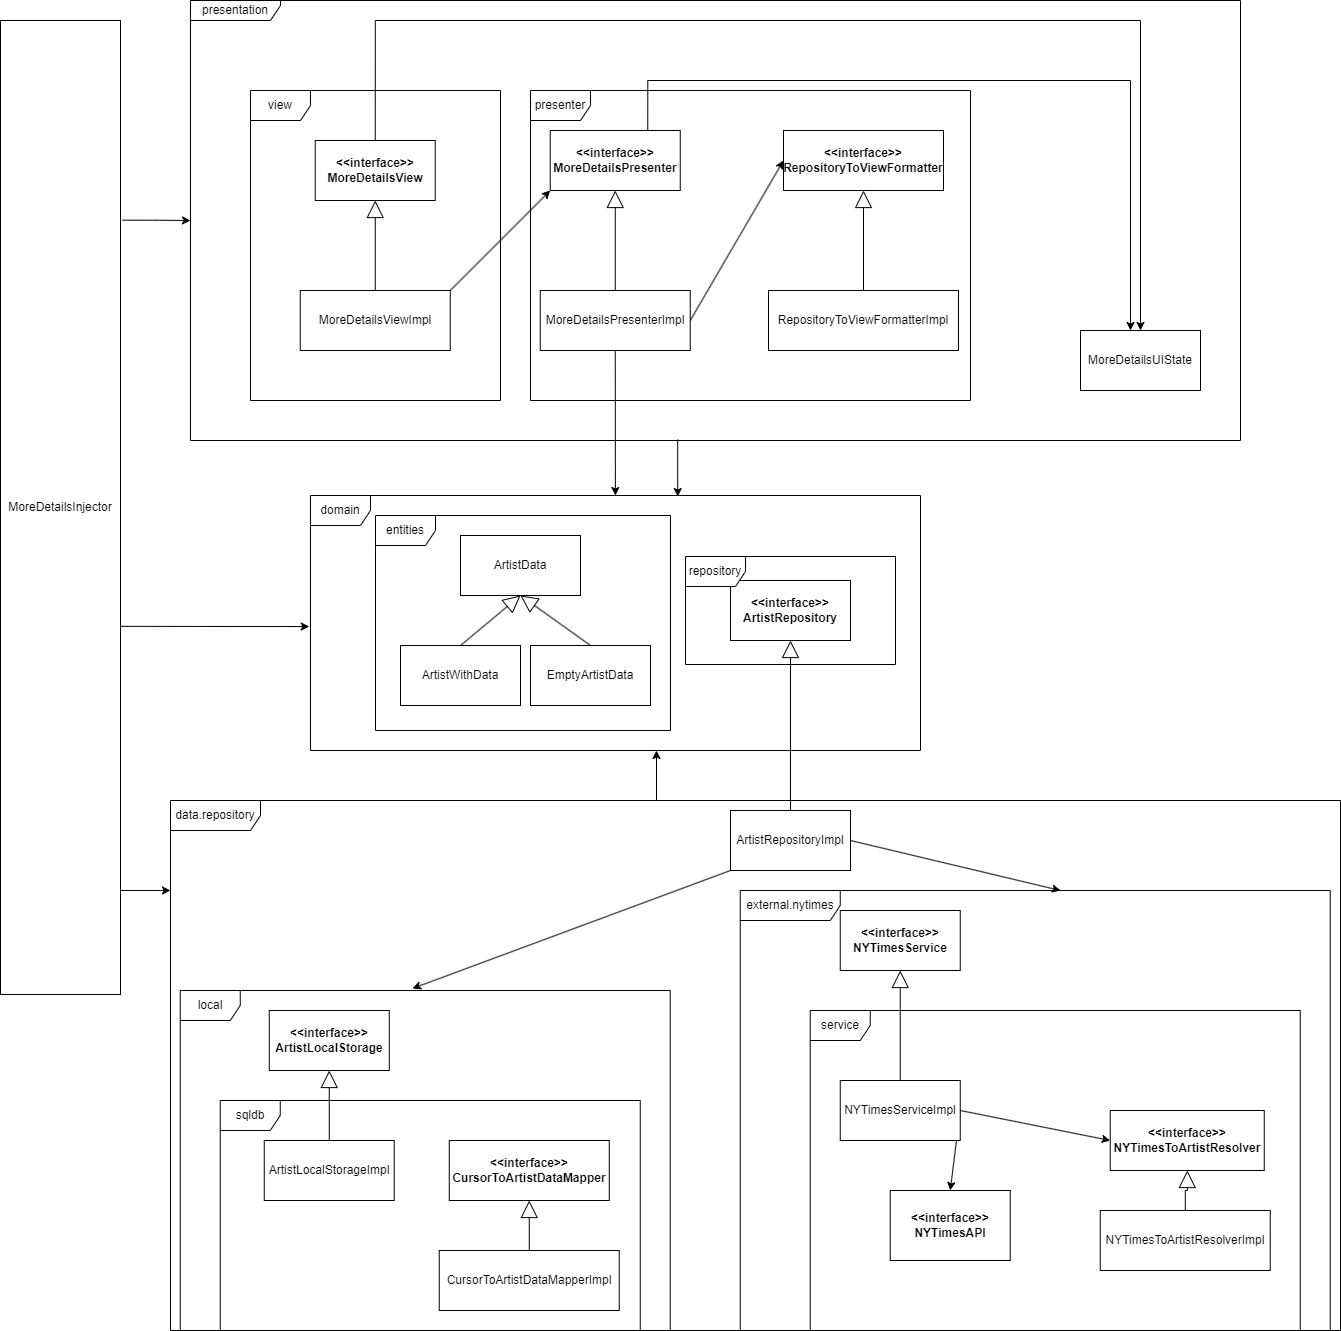 presentation
view
presenter
<<interface>>
MoreDetailsView
<<interface>>
MoreDetailsPresenter
<<interface>>
RepositoryToViewFormatter
MoreDetailsViewImpl
MoreDetailsPresenterImpl
RepositoryToViewFormatterImpl
MoreDetailsUIState
MoreDetailsInjector
domain
entities
ArtistData
repository
<<interface>>
ArtistRepository
ArtistWithData
EmptyArtistData
data.repository
ArtistRepositoryImpl
external.nytimes
<<interface>>
NYTimesService
local
<<interface>>
ArtistLocalStorage
service
sqldb
NYTimesServiceImpl
ArtistLocalStorageImpl
<<interface>>
CursorToArtistDataMapper
<<interface>>
NYTimesToArtistResolver
<<interface>>
NYTimesAPI
NYTimesToArtistResolverImpl
CursorToArtistDataMapperImpl